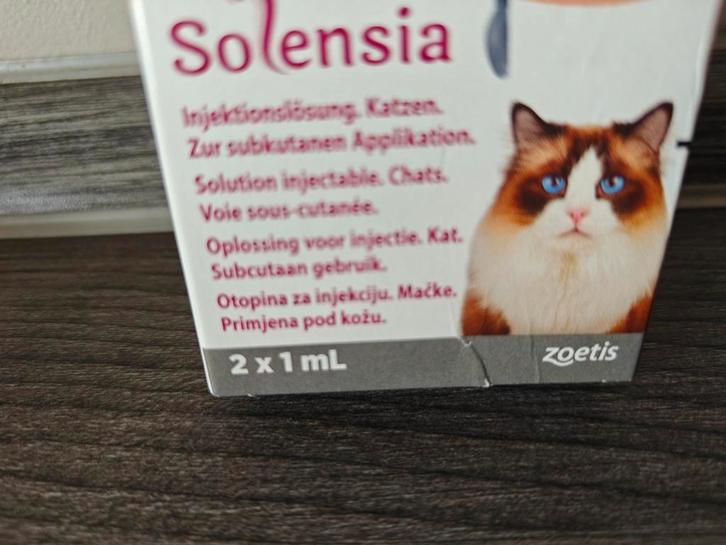 Solensia
Injektionslösung. Katzen.
Zur subkutanen Applikation.
Solution injectable. Chats.
Voie sous-cutanée.
Oplossing voor injectie. Kat.
Subcutaan gebruik.
Otopina za injekciju. Mačke.
Primjena pod kožu.
2 x 1 mL
zoetis